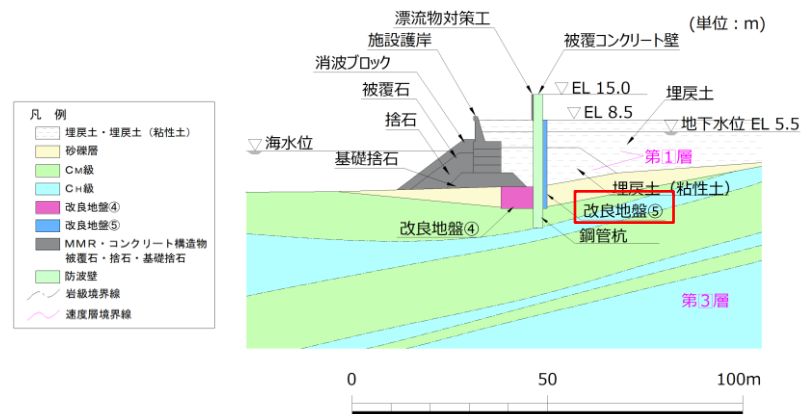 漂流物対策工
(単位：m)
施設護岸
被覆コンクリート壁
消波ブロック
EL 15.0
埋戻土
被覆石
EL 8.5
地下水位 EL 5.5
捨石
海水位
第1層
基礎捨石
埋戻土（粘性土）
改良地盤⑤
改良地盤④
鋼管杭
第3層
凡 例
埋戻土・埋戻土（粘性土）
砂礫層
CM級
CH級
改良地盤④
改良地盤⑤
MMR・コンクリート構造物
被覆石・捨石・基礎捨石
防波壁
岩級境界線
速度層境界線
0 50 100m